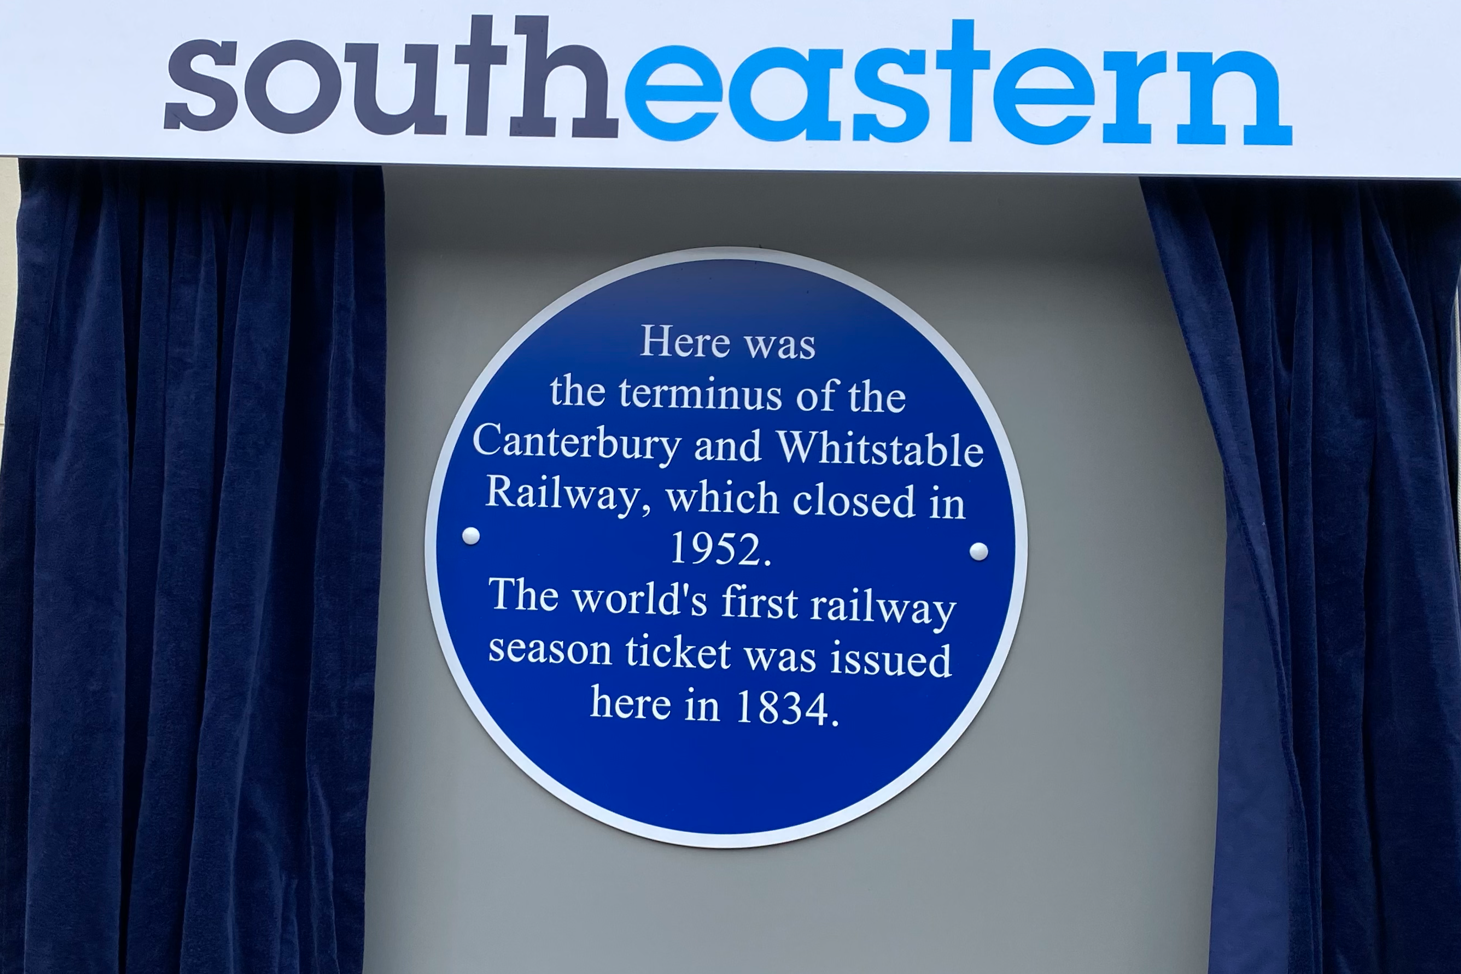 southeastern
Here was
the terminus of the
Canterbury and Whitstable
Railway, which closed in
1952.
The world's first railway
season ticket was issued
here in 1834.